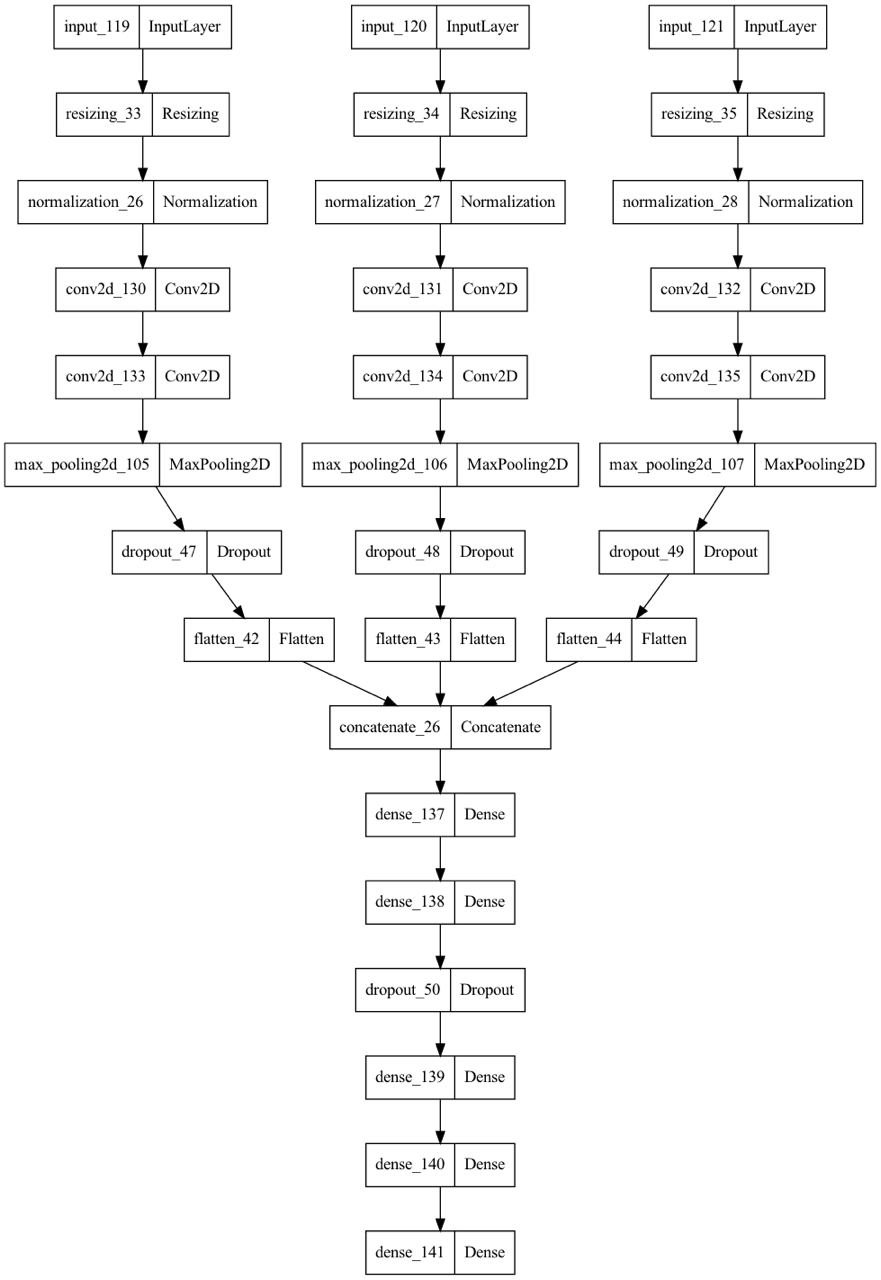 input_119 InputLayer input_120 InputLayer input_121 InputLayer
resizing_33 Resizing resizing_34 Resizing resizing_35 Resizing
normalization_26 Normalization normalization_27 Normalization normalization_28 Normalization
conv2d_130 Conv2D conv2d_131 Conv2D conv2d_132 Conv2D
conv2d_133 Conv2D conv2d_134 Conv2D conv2d_135 Conv2D
max_pooling2d_105 MaxPooling2D max_pooling2d_106 MaxPooling2D max_pooling2d_107 MaxPooling2D
dropout_47 Dropout dropout_48 Dropout dropout_49 Dropout
flatten_42 Flatten flatten_43 Flatten flatten_44 Flatten
concatenate_26 Concatenate
dense_137 Dense
dense_138 Dense
dropout_50 Dropout
dense_139 Dense
dense_140 Dense
dense_141 Dense